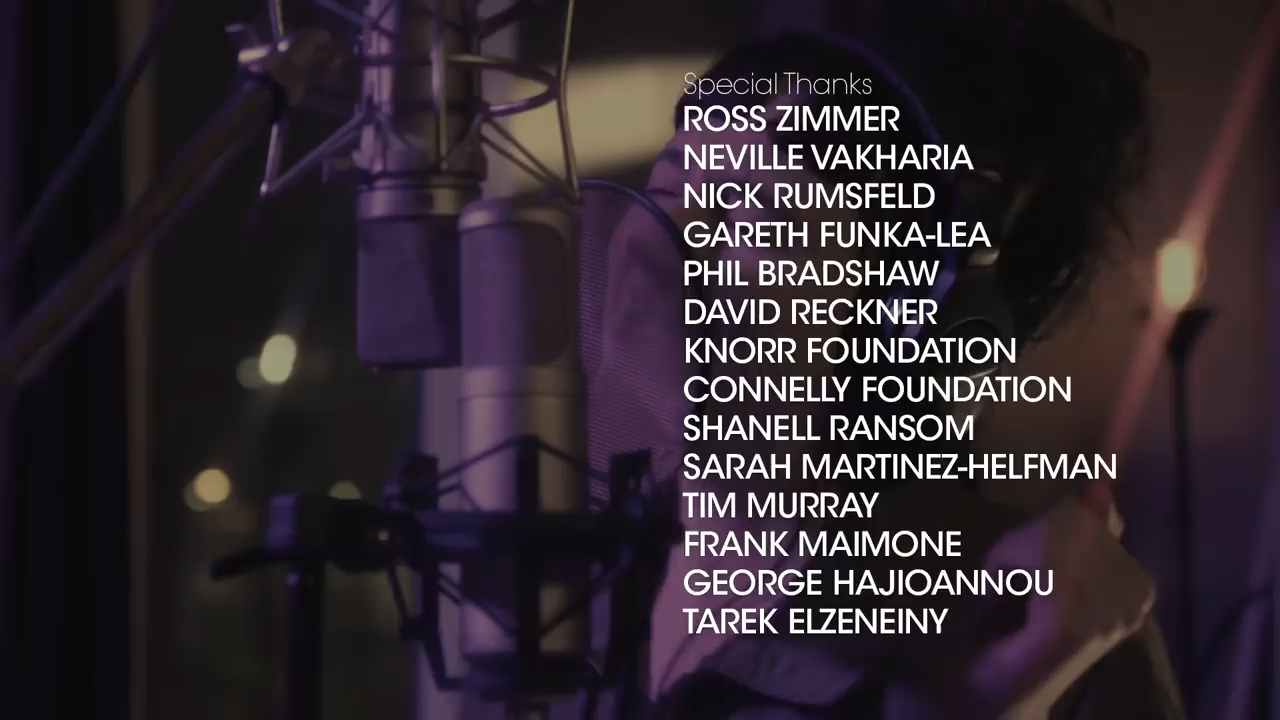 Special Thanks
ROSS ZIMMER
NEVILLE VAKHARIA
NICK RUMSFELD
GARETH FUNKA-LEA
PHIL BRADSHAW
DAVID RECKNER
KNORR FOUNDATION
CONNELLY FOUNDATION
SHANELL RANSOM
SARAH MARTINEZ-HELFMAN
TIM MURRAY
FRANK MAIMONE
GEORGE HAJIOANNOU
TAREK ELZENEINY